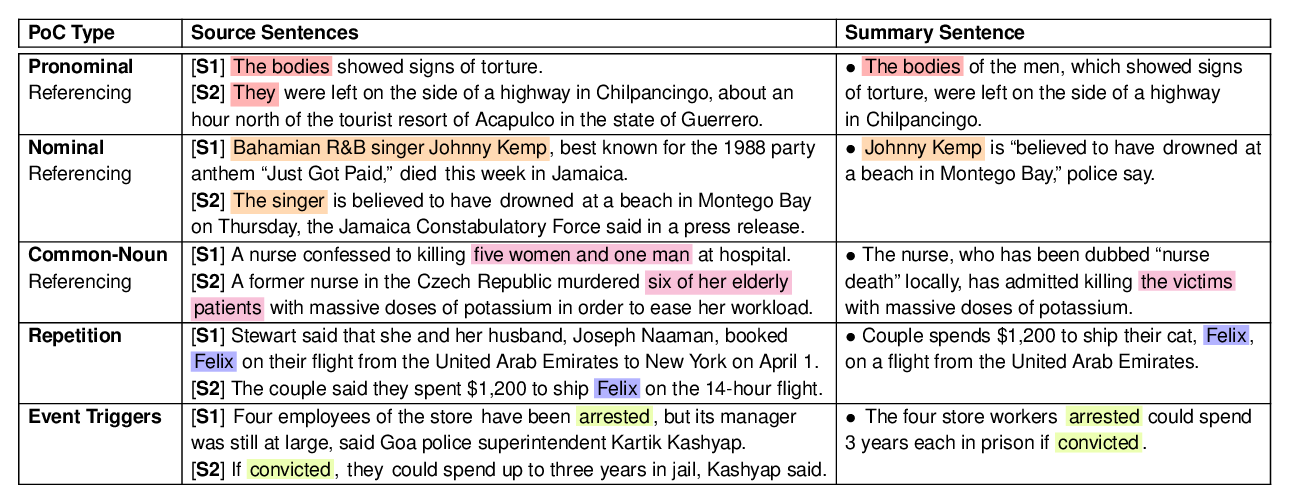 PoC Type Source Sentences Summary Sentence
Pronominal [S1] The bodies showed signs of torture. ● The bodies of the men, which showed signs
Referencing [S2] They were left on the side of a highway in Chilpancingo, about an of torture, were left on the side of a highway
hour north of the tourist resort of Acapulco in the state of Guerrero. in Chilpancingo.
Nominal [S1] Bahamian R&B singer Johnny Kemp, best known for the 1988 party ● Johnny Kemp is “believed to have drowned at
Referencing anthem “Just Got Paid,” died this week in Jamaica. a beach in Montego Bay,” police say.
[S2] The singer is believed to have drowned at a beach in Montego Bay
on Thursday, the Jamaica Constabulatory Force said in a press release.
Common-Noun [S1] A nurse confessed to killing five women and one man at hospital. ● The nurse, who has been dubbed “nurse
Referencing [S2] A former nurse in the Czech Republic murdered six of her elderly death” locally, has admitted killing the victims
patients with massive doses of potassium in order to ease her workload. with massive doses of potassium.
Repetition [S1] Stewart said that she and her husband, Joseph Naaman, booked ● Couple spends $1,200 to ship their cat, Felix,
Felix on their flight from the United Arab Emirates to New York on April 1. on a flight from the United Arab Emirates.
[S2] The couple said they spent $1,200 to ship Felix on the 14-hour flight.
Event Triggers [S1] Four employees of the store have been arrested, but its manager ● The four store workers arrested could spend
was still at large, said Goa police superintendent Kartik Kashyap. 3 years each in prison if convicted.
[S2] If convicted, they could spend up to three years in jail, Kashyap said.